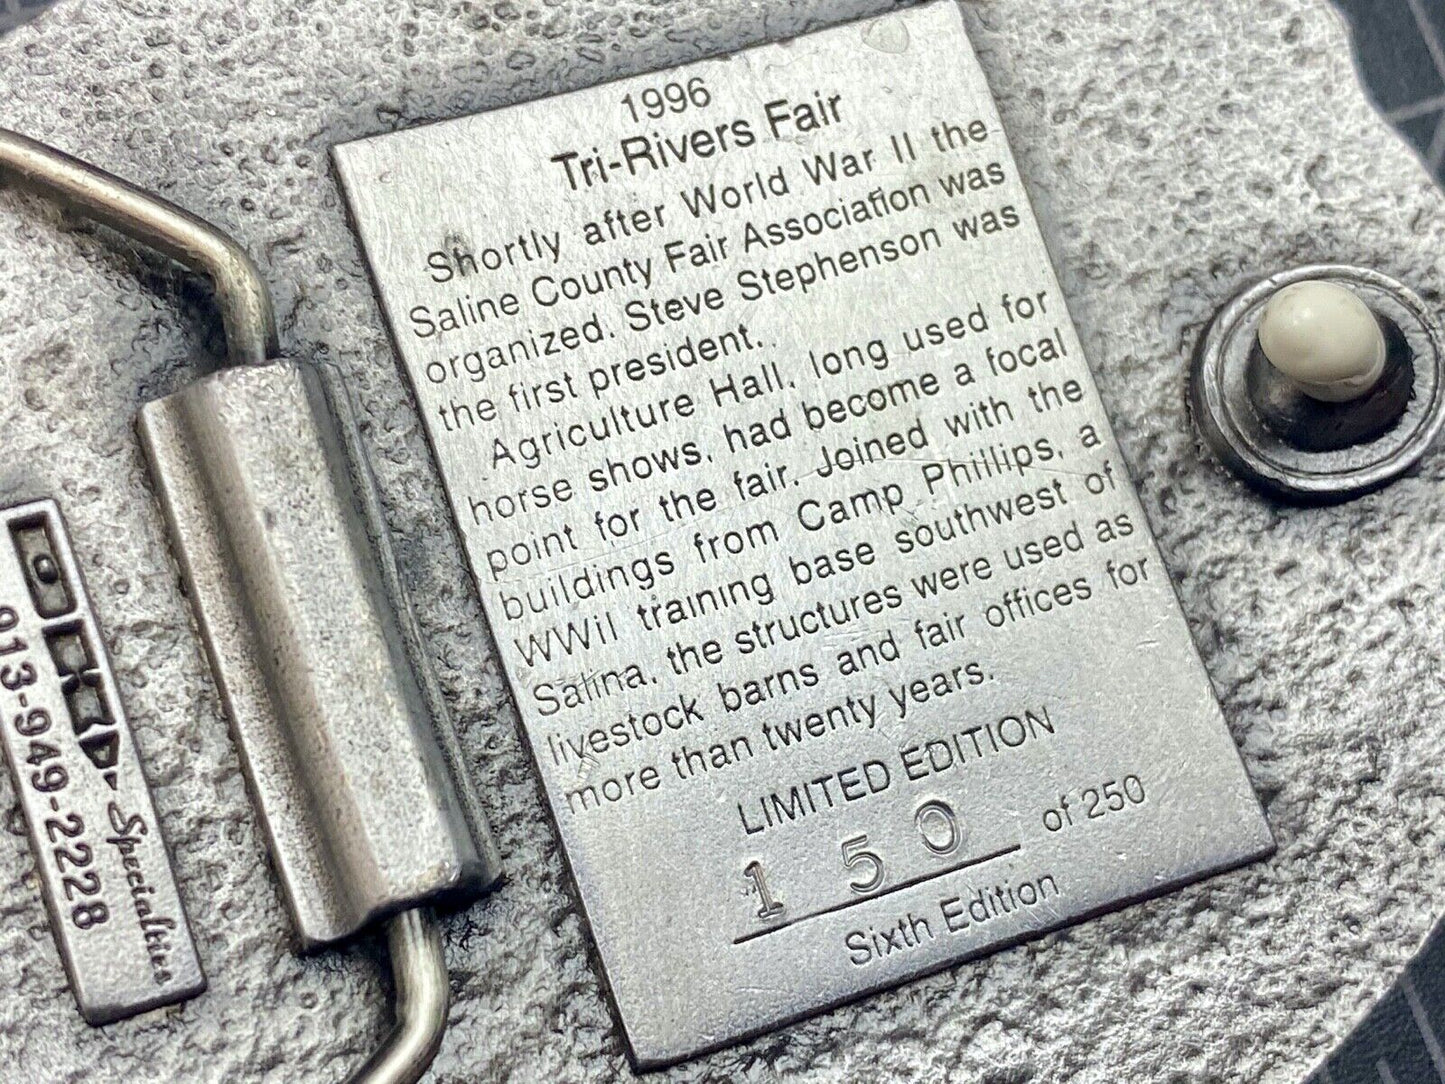 1996
Tri-Rivers Fair
Shortly after World War II the
Saline County Fair Association was
organized. Steve Stephenson was
the first president.
Agriculture Hall, long used for
horse shows, had become a focal
point for the fair. Joined with the
buildings from Camp Phillips, a
WWII training base southwest of
Salina, the structures were used as
livestock barns and fair offices for
more than twenty years.
LIMITED EDITION
150 of 250
Sixth Edition
Specialties
913-949-2228